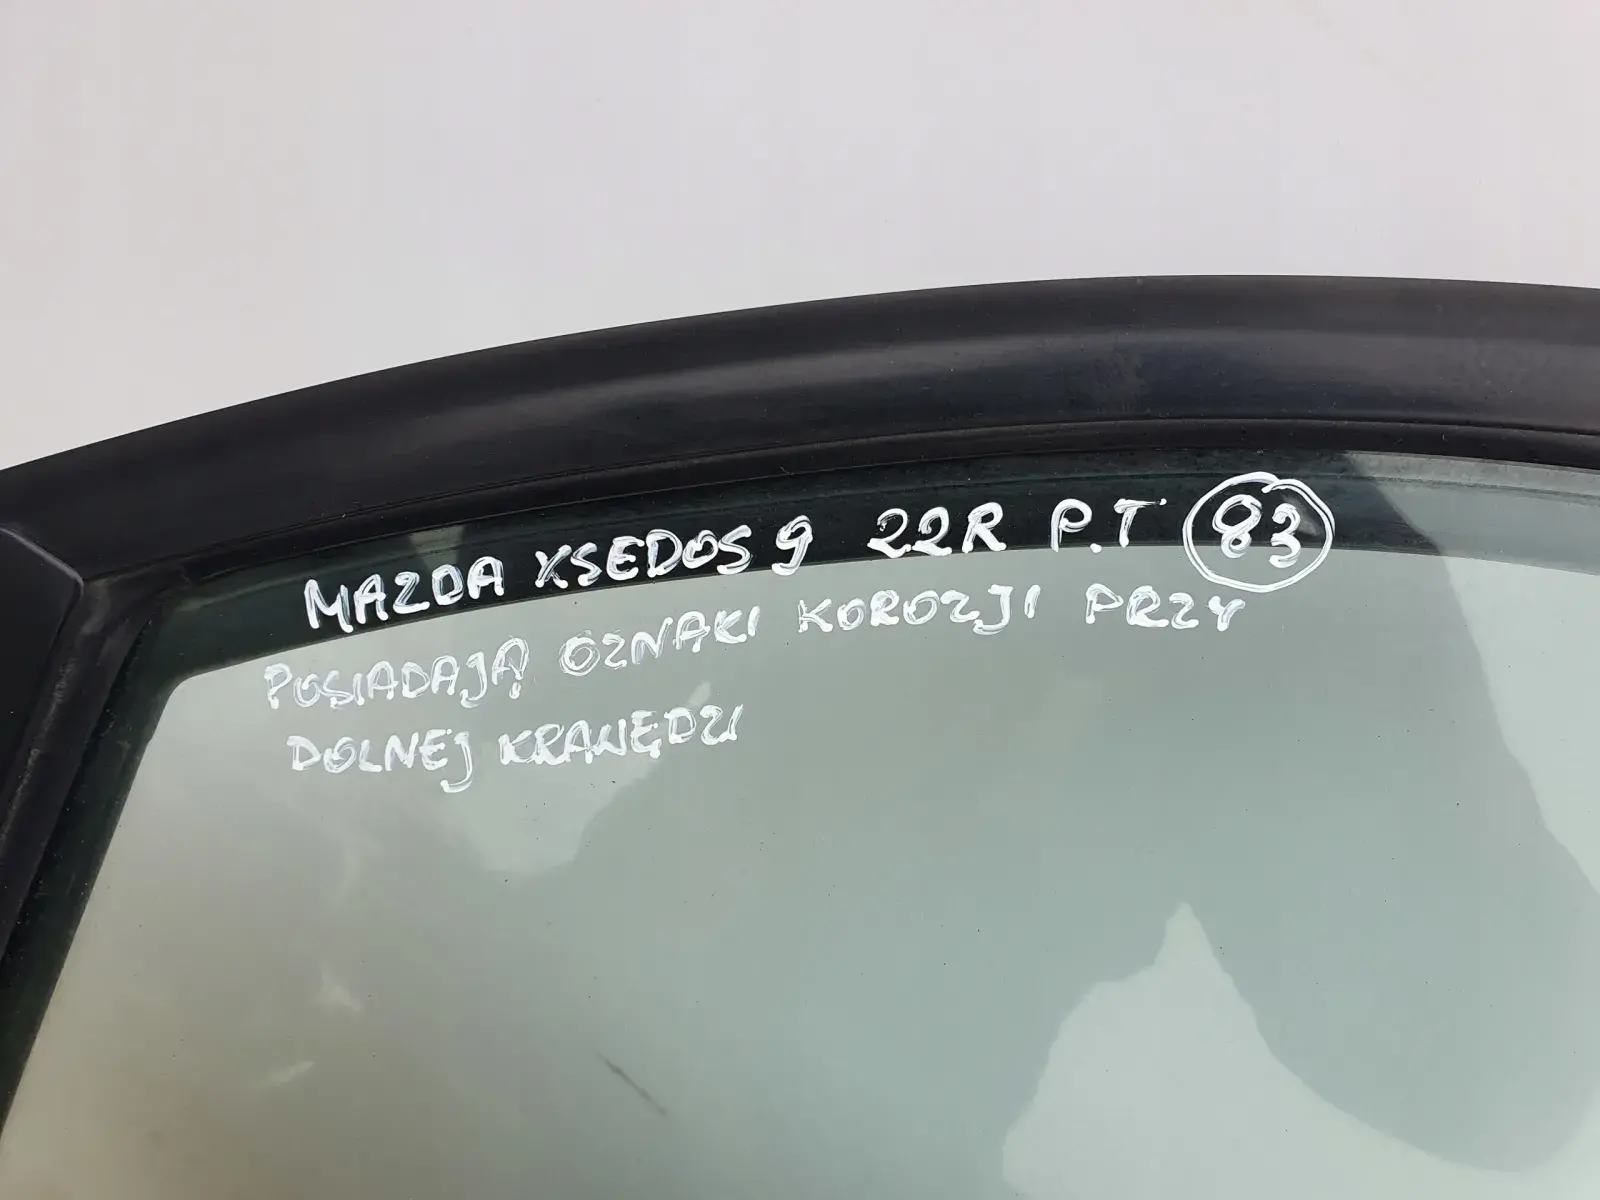 MAZDA XSEDOS 9 22R P.T 83
POSIADAJĄ OZNAKI KOROZJI PRZY
DOLNEJ KRAWĘDZI